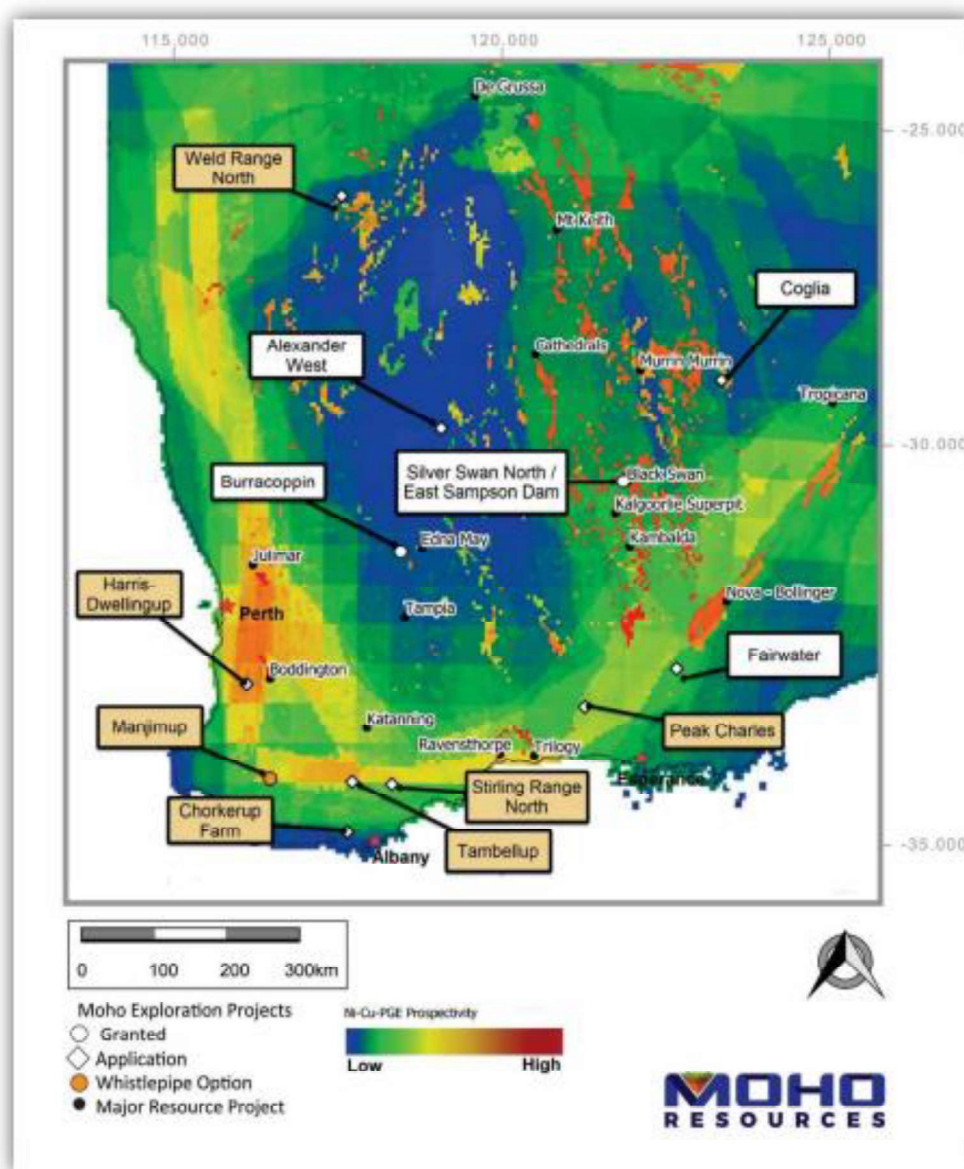 115.000 120.000 125.000
De Grussa
-25.000
Weld Range
North
Mt Keith
Coglia
Alexander
West
Cathedrals
Murrin Murrin
Tropicana
-30.000
Silver Swan North /
East Sampson Dam
Black Swan
Burracoppin
Kalgoorlie Superpit
Edna May
Kambalda
Julimar
Harris-
Dwellingup
Nova - Bollinger
Perth
Tampia
Fairwater
Boddington
Manjimup
Katanning
Peak Charles
Ravensthorpe
Trilogy
Esperance
Stirling Range
North
Chorkerup
Farm
Tambellup
Albany
-35.000
0 100 200 300km
Moho Exploration Projects
Granted
Application
Whistlepipe Option
Major Resource Project
Ni-Cu-PGE Prospectivity
Low High
MOHO
RESOURCES